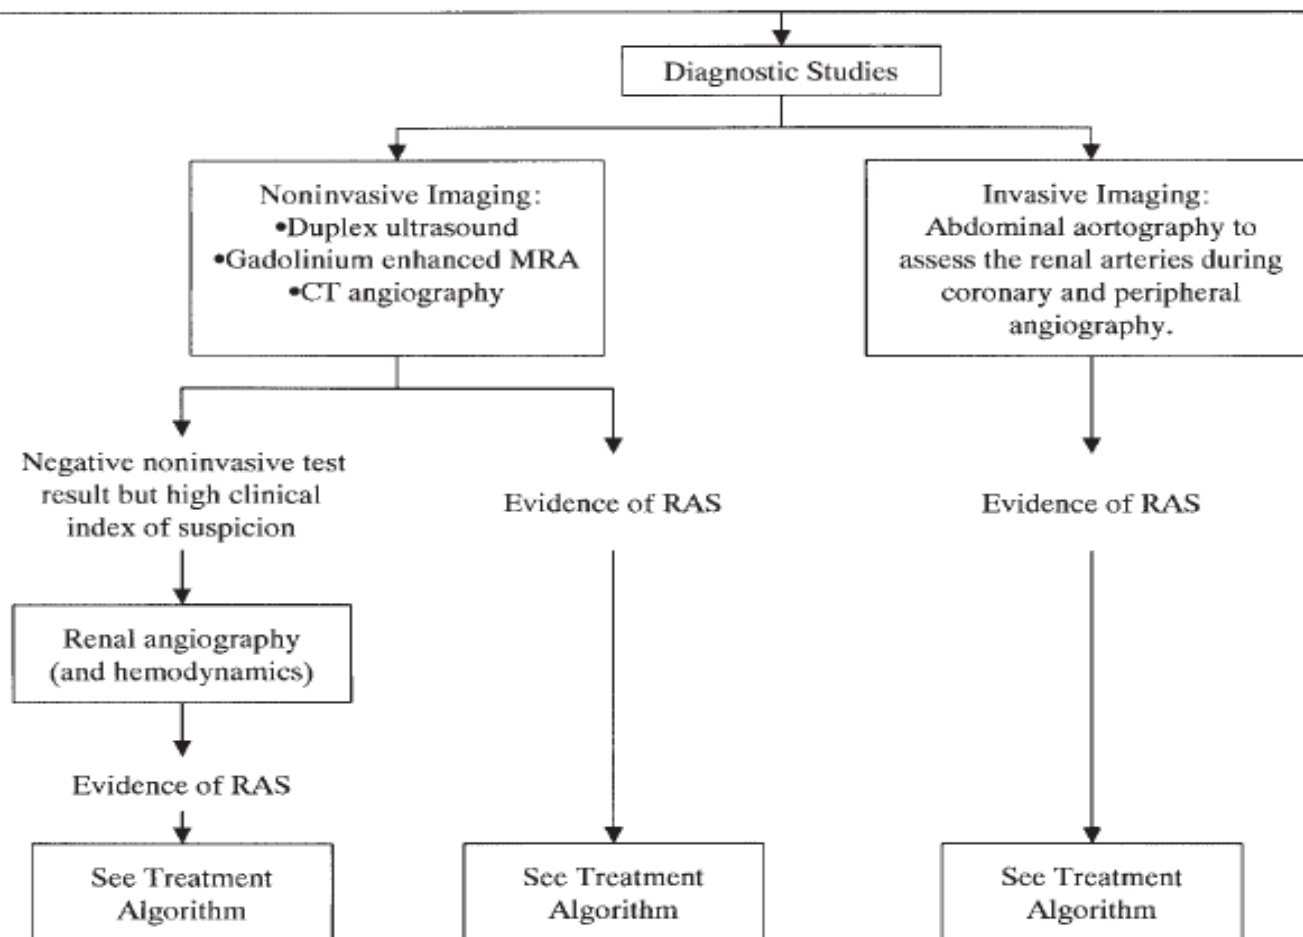 Diagnostic Studies
Noninvasive Imaging:
•Duplex ultrasound
•Gadolinium enhanced MRA
•CT angiography
Invasive Imaging:
Abdominal aortography to
assess the renal arteries during
coronary and peripheral
angiography.
Negative noninvasive test
result but high clinical
index of suspicion
Evidence of RAS
Evidence of RAS
Renal angiography
(and hemodynamics)
Evidence of RAS
See Treatment
Algorithm
See Treatment
Algorithm
See Treatment
Algorithm